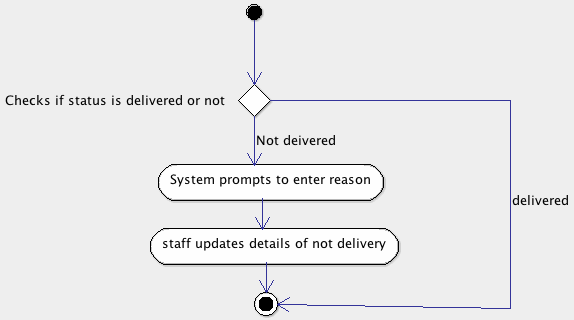 Checks if status is delivered or not
Not deivered
System prompts to enter reason
delivered
staff updates details of not delivery